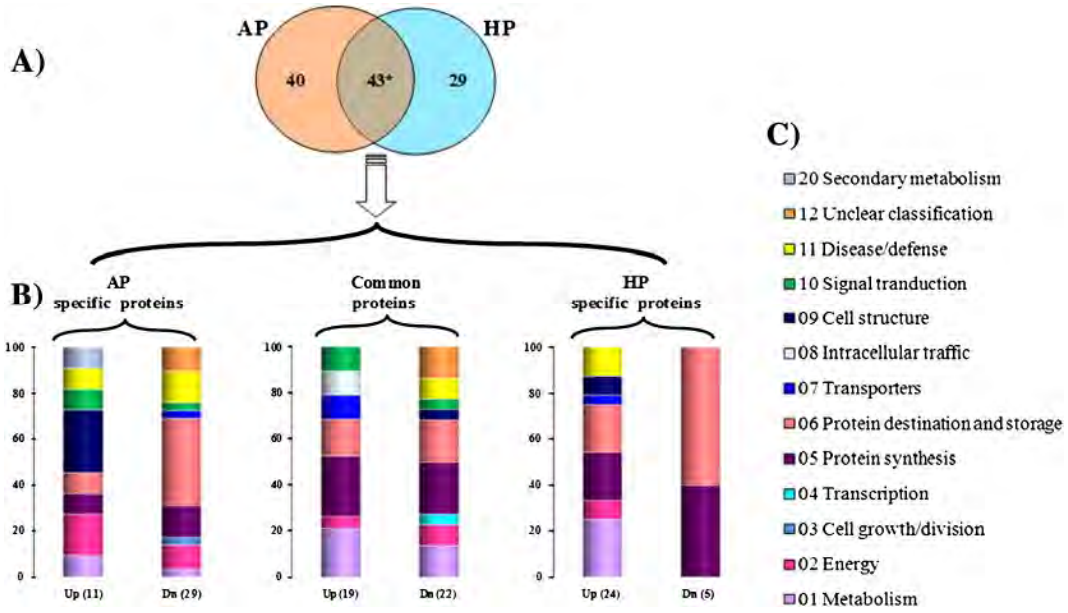 A)
AP
HP
40
43*
29
B)
AP
specific proteins
Common
proteins
HP
specific proteins
100
80
60
40
20
0
Up (11)
Dn (29)
100
80
60
40
20
0
Up (19)
Dn (22)
100
80
60
40
20
0
Up (24)
Dn (5)
C)
20 Secondary metabolism
12 Unclear classification
11 Disease/defense
10 Signal tranduction
09 Cell structure
08 Intracellular traffic
07 Transporters
06 Protein destination and storage
05 Protein synthesis
04 Transcription
03 Cell growth/division
02 Energy
01 Metabolism